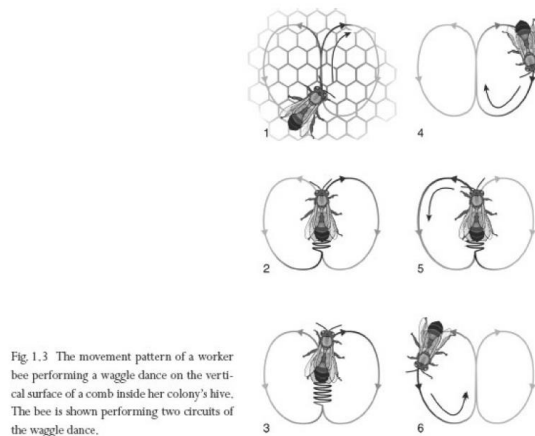 1
4
2
5
3
6
Fig. 1.3 The movement pattern of a worker
bee performing a waggle dance on the verti-
cal surface of a comb inside her colony's hive.
The bee is shown performing two circuits of
the waggle dance.